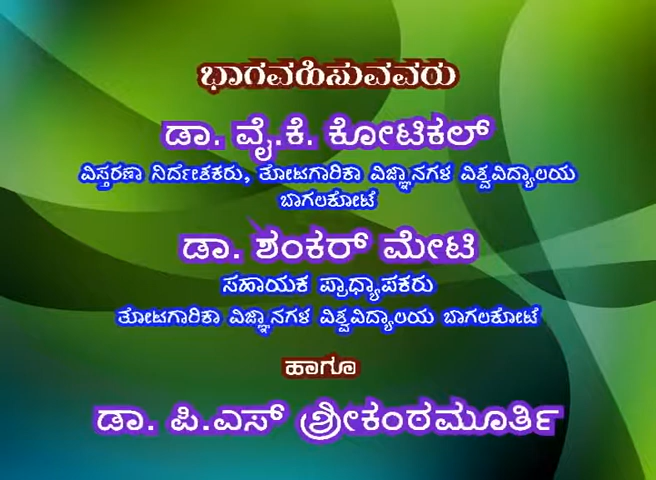 ಭಾಗವಹಿಸುವವರು
ಡಾ. ವೈ.ಕೆ. ಕೋಟಿಕಲ್
ವಿಸ್ತರಣಾ ನಿರ್ದೇಶಕರು, ತೋಟಗಾರಿಕಾ ವಿಜ್ಞಾನಗಳ ವಿಶ್ವವಿದ್ಯಾಲಯ
ಬಾಗಲಕೋಟೆ
ಡಾ. ಶಂಕರ್ ಮೇಟಿ
ಸಹಾಯಕ ಪ್ರಾಧ್ಯಾಪಕರು
ತೋಟಗಾರಿಕಾ ವಿಜ್ಞಾನಗಳ ವಿಶ್ವವಿದ್ಯಾಲಯ ಬಾಗಲಕೋಟೆ
ಹಾಗೂ
ಡಾ. ಪಿ.ಎಸ್ ಶ್ರೀಕಂಠಮೂರ್ತಿ